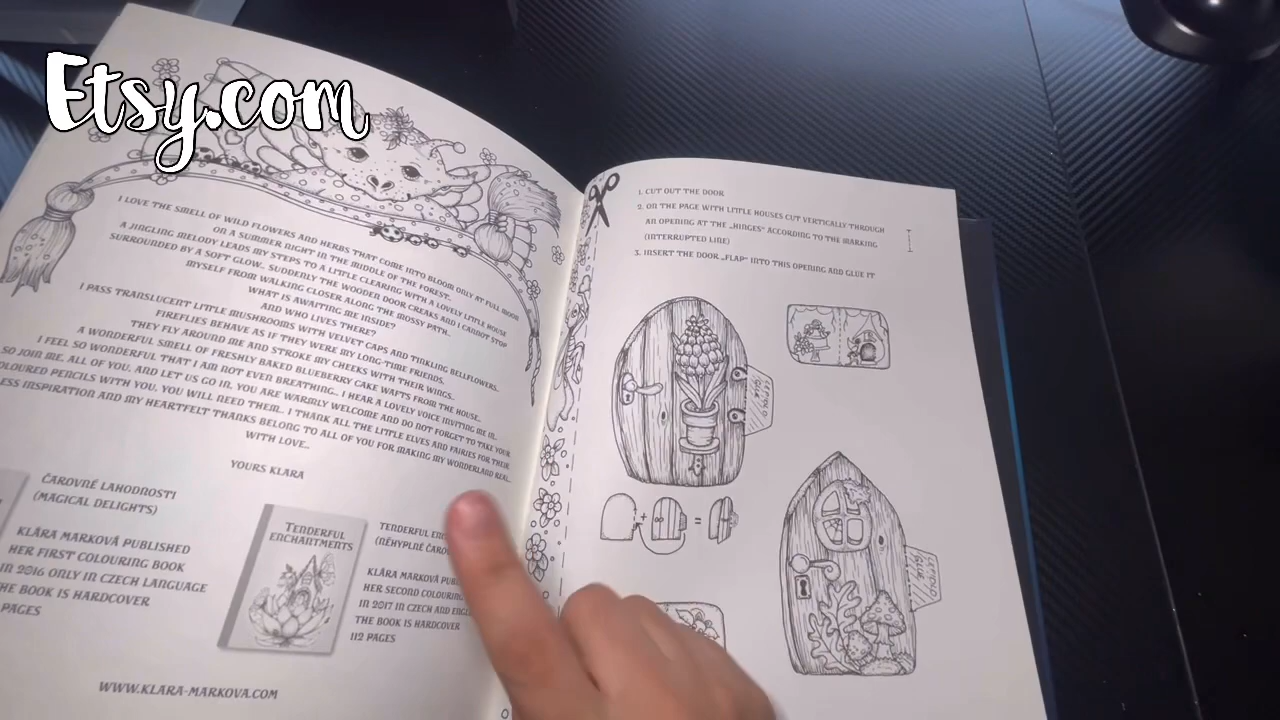 Etsy.com
I LOVE THE SMELL OF WILD FLOWERS AND HERBS THAT COME INTO BLOOM ONLY AT FULL MOON
ON A SUMMER NIGHT IN THE MIDDLE OF THE FOREST.
A JINGLING MELODY LEADS MY STEPS TO A LITTLE CLEARING WITH A LOVELY LITTLE HOUSE
SURROUNDED BY A SOFT GLOW.. SUDDENLY THE WOODEN DOOR CREAKS AND I CANNOT STOP
MYSELF FROM WALKING CLOSER ALONG THE MOSSY PATH..
WHAT IS AWAITING ME INSIDE?
AND WHO LIVES THERE?
I PASS TRANSLUCENT LITTLE MUSHROOMS WITH VELVET CAPS AND TINKLING BELLFLOWERS.
FIREFLIES BEHAVE AS IF THEY WERE MY LONG-TIME FRIENDS,
THEY FLY AROUND ME AND STROKE MY CHEEKS WITH THEIR WINGS.
A WONDERFUL SMELL OF FRESHLY BAKED BLUEBERRY CAKE WAFTS FROM THE HOUSE..
I FEEL SO WONDERFUL THAT I AM NOT EVEN BREATHING.. I HEAR A LOVELY VOICE INVITING ME IN..
SO JOIN ME, ALL OF YOU, AND LET US GO IN, YOU ARE WARMLY WELCOME AND DO NOT FORGET TO TAKE YOUR
COLOURED PENCILS WITH YOU, YOU WILL NEED THEM... I THANK ALL THE LITTLE ELVES AND FAIRIES FOR THEIR
INSPIRATION AND MY HEARTFELT THANKS BELONG TO ALL OF YOU FOR MAKING MY WONDERLAND REAL..
WITH LOVE..
YOURS KLARA
ČAROVNÉ LAHODNOSTI
(MAGICAL DELIGHTS)
KLÁRA MARKOVÁ PUBLISHED
HER FIRST COLOURING BOOK
IN 2016 ONLY IN CZECH LANGUAGE
THE BOOK IS HARDCOVER
PAGES
TENDERFUL
ENCHANTMENTS
TENDERFUL
KLÁRA MARKOVÁ
HER SECOND
IN 2017 IN CZECH AND
THE BOOK IS HARDCOVER
112 PAGES
WWW.KLARA-MARKOVA.COM
1. CUT OUT THE DOOR
2. ON THE PAGE WITH LITTLE HOUSES CUT VERTICALLY THROUGH
AN OPENING AT THE „HINGES" ACCORDING TO THE MARKING
(INTERRUPTED LINE)
3. INSERT THE DOOR „FLAP" INTO THIS OPENING AND GLUE IT
LEPIDLO
GLUE
+ =
LEPIDLO
GLUE